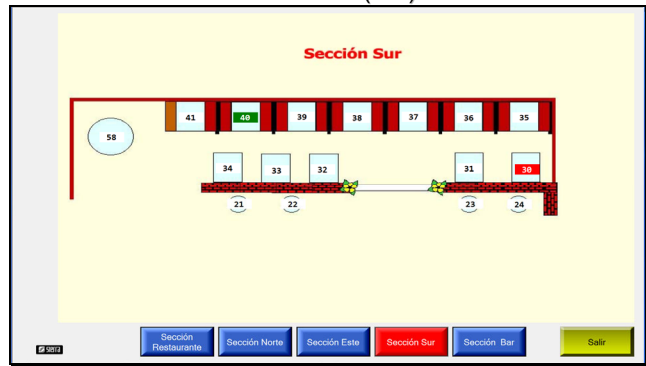 Sección Sur
41 40 39 38 37 36 35
58
34 33 32 31 30
21 22 23 24
Sección Restaurante
Sección Norte
Sección Este
Sección Sur
Sección Bar
Salir
sierra